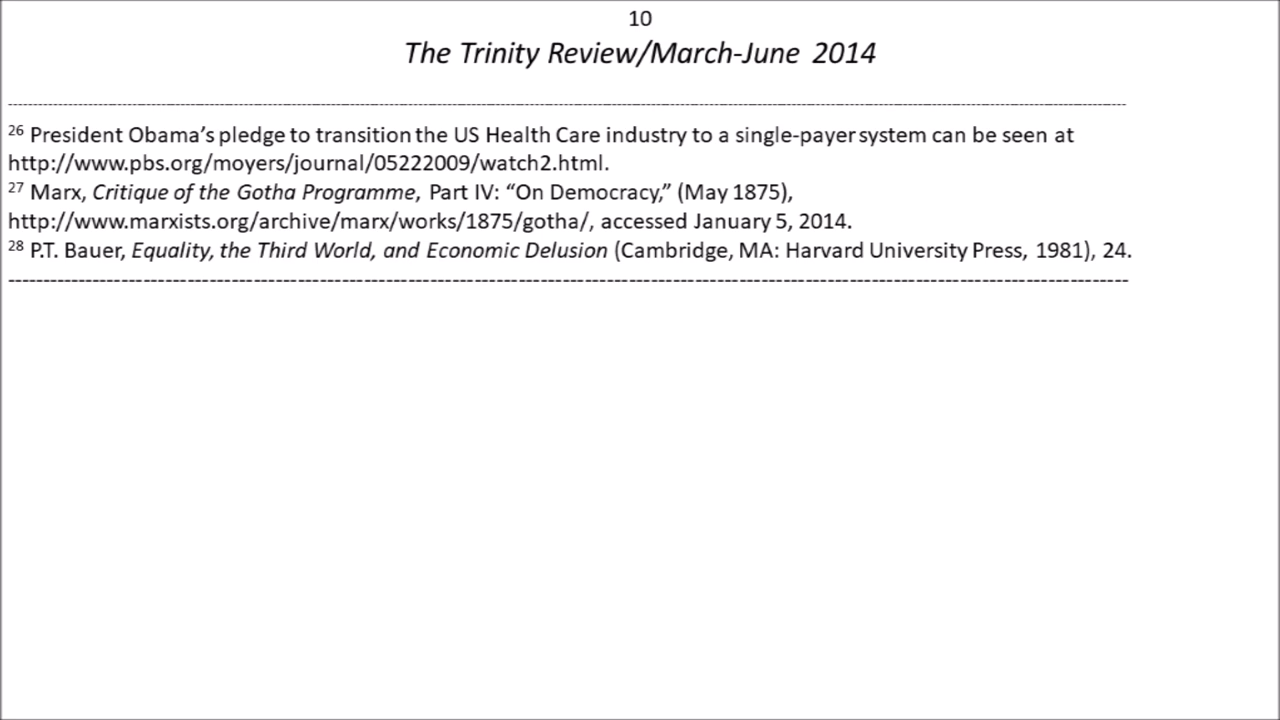 10
The Trinity Review/March-June 2014
26 President Obama’s pledge to transition the US Health Care industry to a single-payer system can be seen at
http://www.pbs.org/moyers/journal/05222009/watch2.html.
27 Marx, Critique of the Gotha Programme, Part IV: “On Democracy,” (May 1875),
http://www.marxists.org/archive/marx/works/1875/gotha/, accessed January 5, 2014.
28 P.T. Bauer, Equality, the Third World, and Economic Delusion (Cambridge, MA: Harvard University Press, 1981), 24.